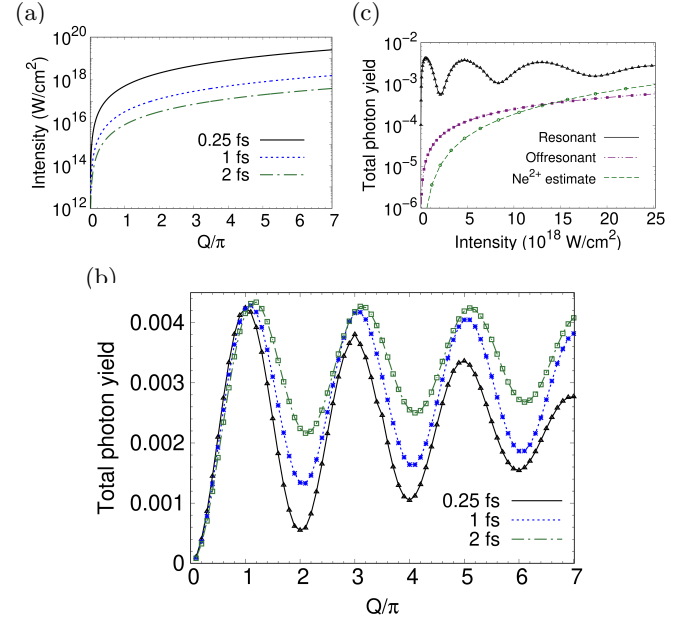 (a)
Intensity (W/cm²)
10²⁰
10¹⁸
10¹⁶
10¹⁴
10¹²
0.25 fs
1 fs
2 fs
0 1 2 3 4 5 6 7
Q/π
(c)
Total photon yield
10⁻²
10⁻³
10⁻⁴
10⁻⁵
10⁻⁶
Resonant
Offresonant
Ne²⁺ estimate
0 5 10 15 20 25
Intensity (10¹⁸ W/cm²)
(b)
Total photon yield
0.004
0.003
0.002
0.001
0
0.25 fs
1 fs
2 fs
0 1 2 3 4 5 6 7
Q/π